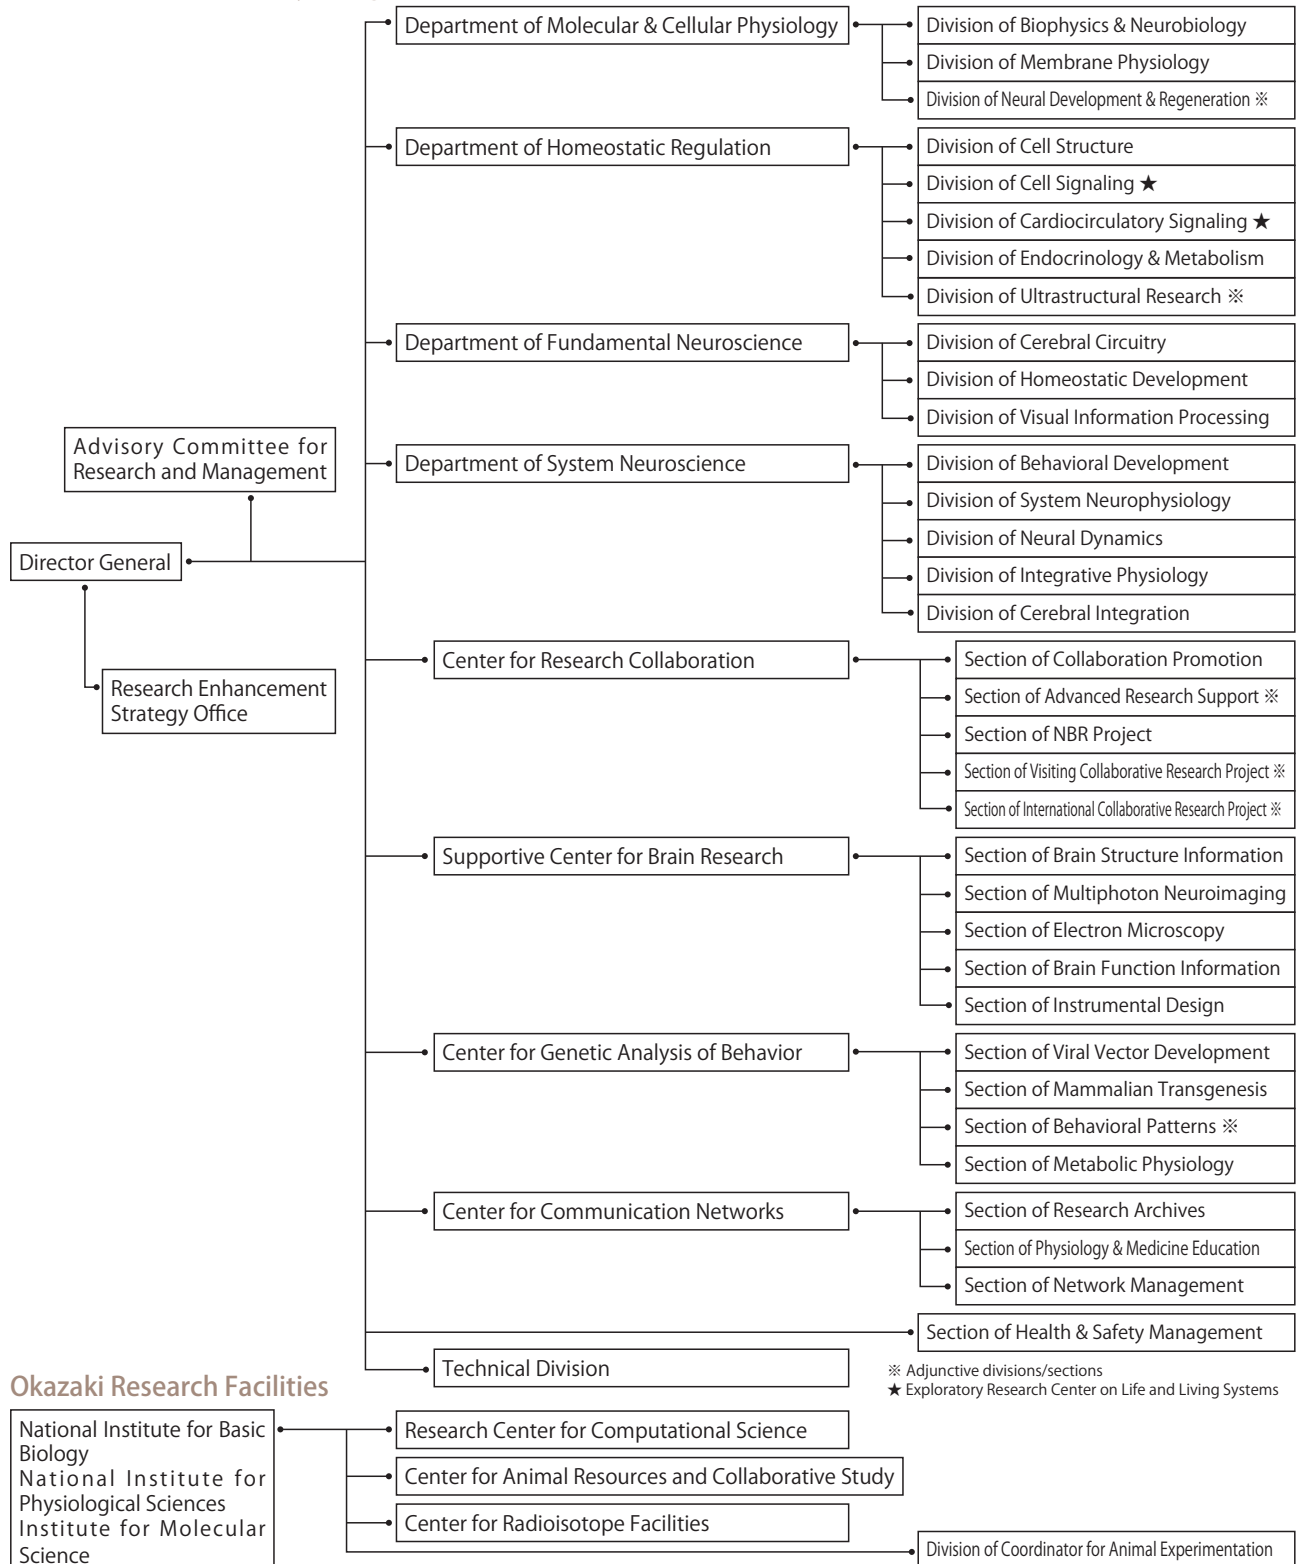 Department of Molecular & Cellular Physiology
Division of Biophysics & Neurobiology
Division of Membrane Physiology
Division of Neural Development & Regeneration ※
Department of Homeostatic Regulation
Division of Cell Structure
Division of Cell Signaling ★
Division of Cardiocirculatory Signaling ★
Division of Endocrinology & Metabolism
Division of Ultrastructural Research ※
Department of Fundamental Neuroscience
Division of Cerebral Circuitry
Division of Homeostatic Development
Division of Visual Information Processing
Advisory Committee for
Research and Management
Department of System Neuroscience
Division of Behavioral Development
Division of System Neurophysiology
Division of Neural Dynamics
Division of Integrative Physiology
Division of Cerebral Integration
Director General
Research Enhancement
Strategy Office
Center for Research Collaboration
Section of Collaboration Promotion
Section of Advanced Research Support ※
Section of NBR Project
Section of Visiting Collaborative Research Project ※
Section of International Collaborative Research Project ※
Supportive Center for Brain Research
Section of Brain Structure Information
Section of Multiphoton Neuroimaging
Section of Electron Microscopy
Section of Brain Function Information
Section of Instrumental Design
Center for Genetic Analysis of Behavior
Section of Viral Vector Development
Section of Mammalian Transgenesis
Section of Behavioral Patterns ※
Section of Metabolic Physiology
Center for Communication Networks
Section of Research Archives
Section of Physiology & Medicine Education
Section of Network Management
Section of Health & Safety Management
Technical Division
※ Adjunctive divisions/sections
★ Exploratory Research Center on Life and Living Systems
Okazaki Research Facilities
National Institute for Basic
Biology
National Institute for
Physiological Sciences
Institute for Molecular
Science
Research Center for Computational Science
Center for Animal Resources and Collaborative Study
Center for Radioisotope Facilities
Division of Coordinator for Animal Experimentation